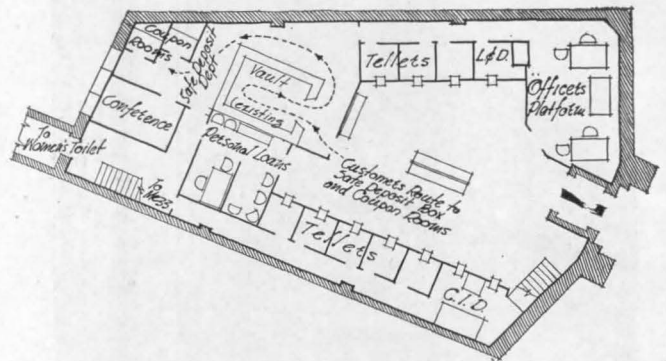 Coupon
Rooms
Safe Deposit
Dept
Vault
(existing)
Conference
To
Women's Toilet
To
Mess.
Personal Loans
Tellers
L&D.
Officers
Platform
Customers Route to
Safe Deposit Box
and Coupon Rooms
Tellers
C.I.D.